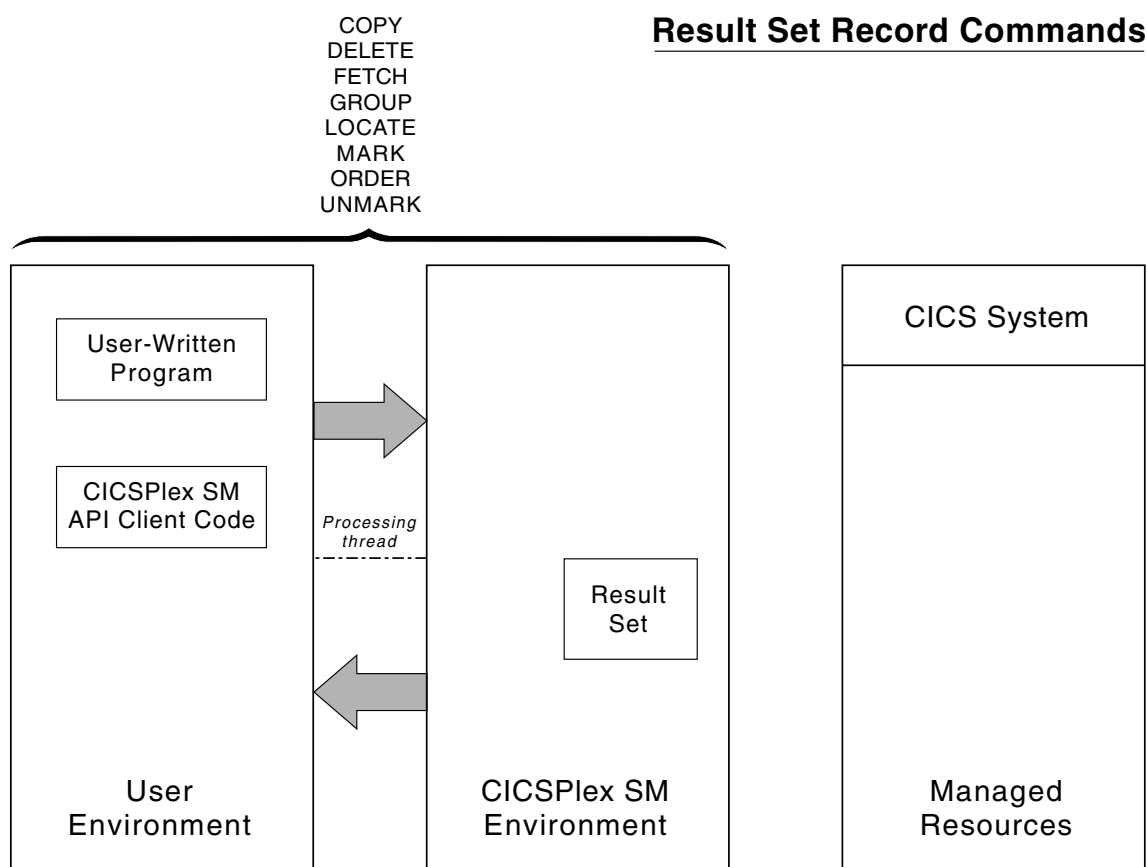 Result Set Record Commands
COPY
DELETE
FETCH
GROUP
LOCATE
MARK
ORDER
UNMARK
User-Written
Program
CICSPlex SM
API Client Code
Processing
thread
Result
Set
User
Environment
CICSPlex SM
Environment
CICS System
Managed
Resources